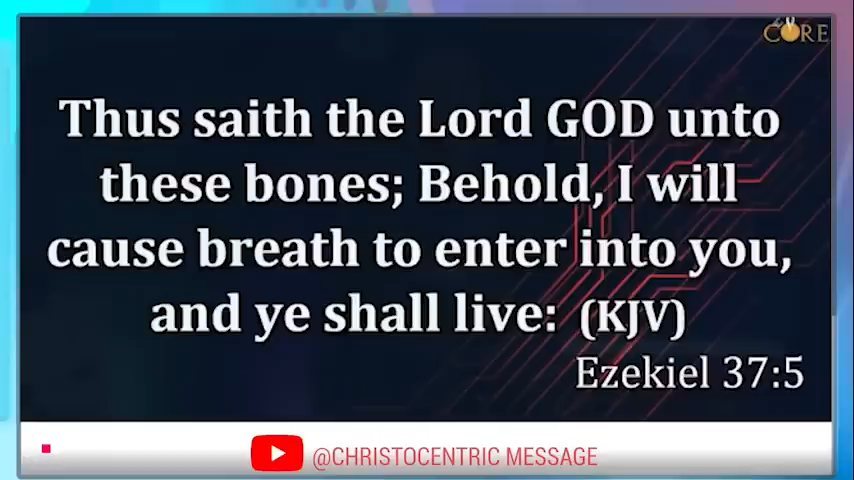 CORE
Thus saith the Lord GOD unto
these bones; Behold, I will
cause breath to enter into you,
and ye shall live: (KJV)
Ezekiel 37:5
@CHRISTOCENTRIC MESSAGE